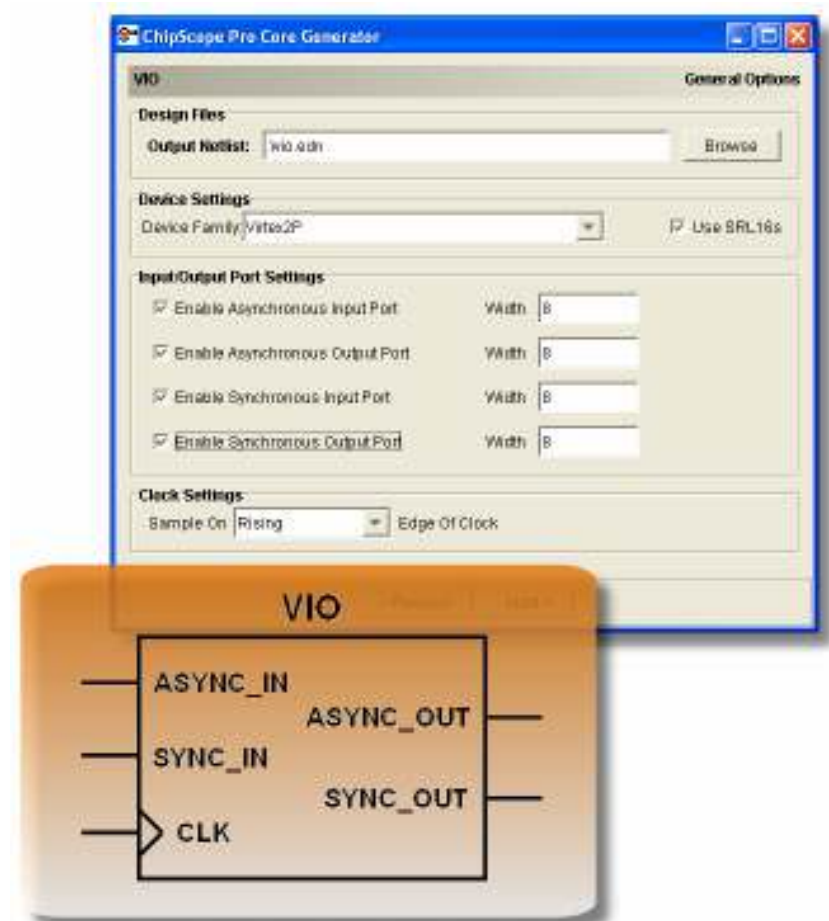 ChipScope Pro Core Generator
VIO General Options
Design Files
Output Netlist: vio.edn Browse
Device Settings
Device Family: Virtex2P Use SRL16s
Input/Output Port Settings
Enable Asynchronous Input Port Width 8
Enable Asynchronous Output Port Width 8
Enable Synchronous Input Port Width 8
Enable Synchronous Output Port Width 8
Clock Settings
Sample On Rising Edge Of Clock
VIO
ASYNC_IN
ASYNC_OUT
SYNC_IN
SYNC_OUT
CLK